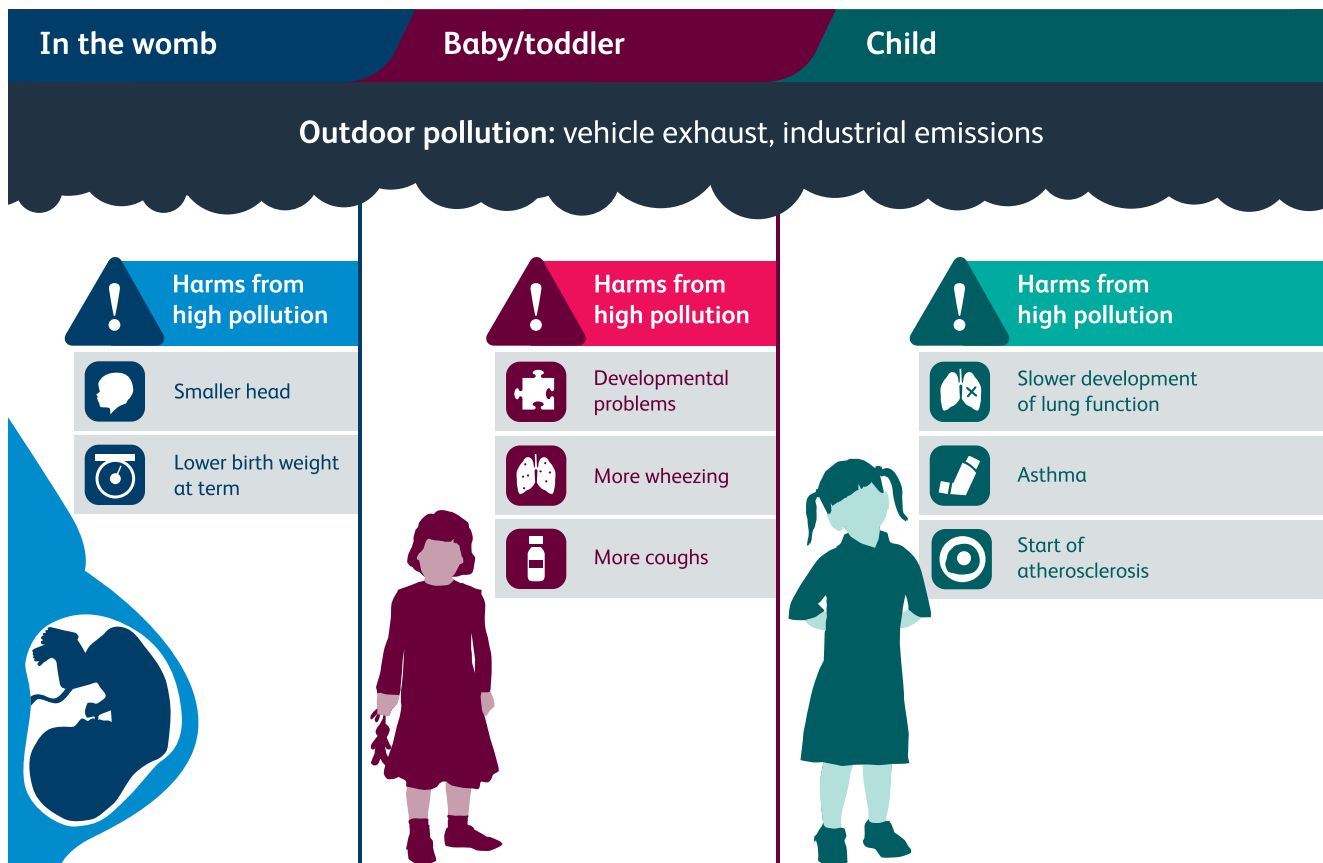 In the womb
Baby/toddler
Child
Outdoor pollution: vehicle exhaust, industrial emissions
Harms from
high pollution
Smaller head
Lower birth weight
at term
Harms from
high pollution
Developmental
problems
More wheezing
More coughs
Harms from
high pollution
Slower development
of lung function
Asthma
Start of
atherosclerosis